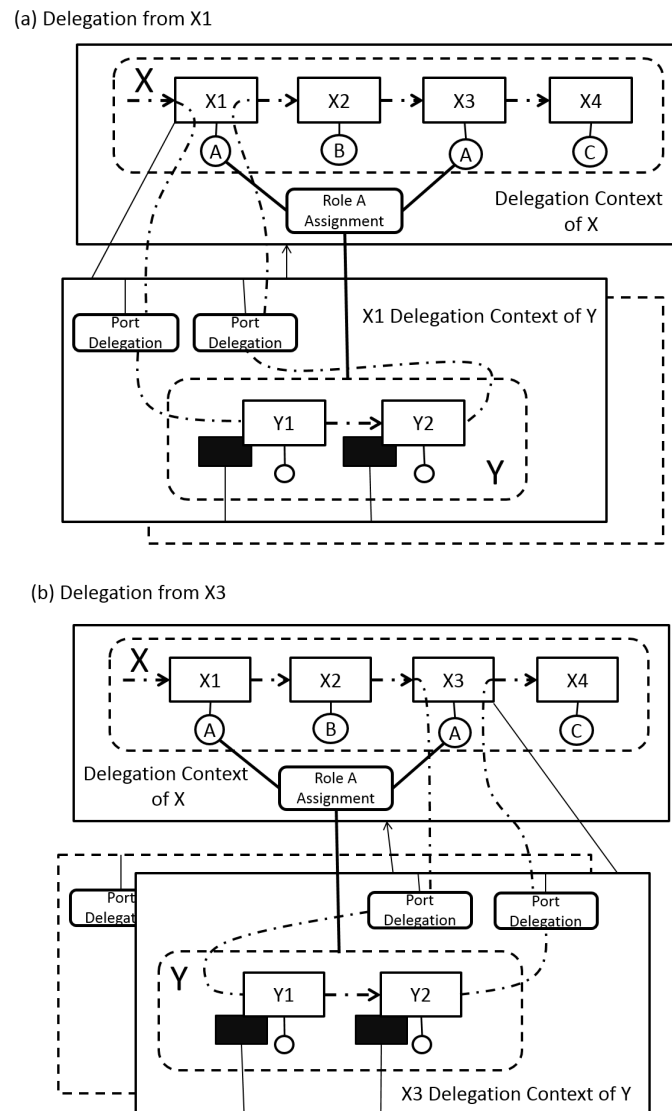 (a) Delegation from X1
X
X1
X2
X3
X4
A
B
A
C
Role A
Assignment
Delegation Context
of X
Port
Delegation
Port
Delegation
X1 Delegation Context of Y
Y1
Y2
Y
(b) Delegation from X3
X
X1
X2
X3
X4
A
B
A
C
Delegation Context
of X
Role A
Assignment
Port
Port
Delegation
Port
Delegation
Y
Y1
Y2
X3 Delegation Context of Y